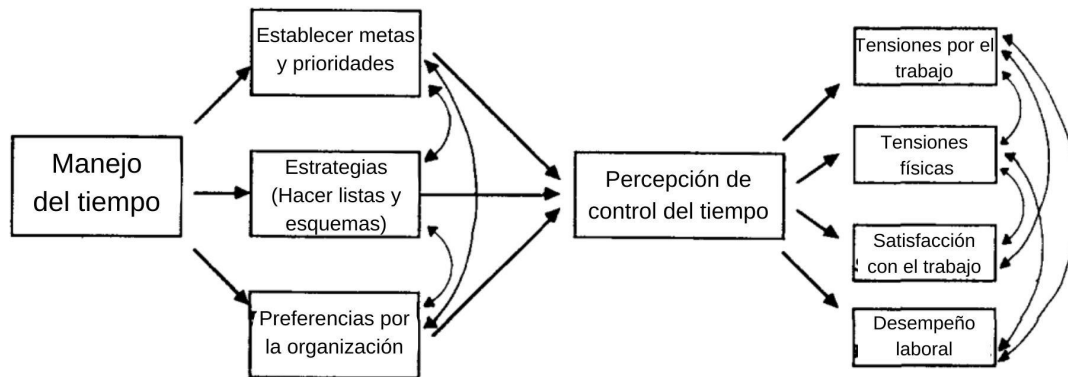 Manejo
del tiempo
Establecer metas
y prioridades
Estrategias
(Hacer listas y
esquemas)
Preferencias por
la organización
Percepción de
control del tiempo
Tensiones por el
trabajo
Tensiones
físicas
Satisfacción
con el trabajo
Desempeño
laboral